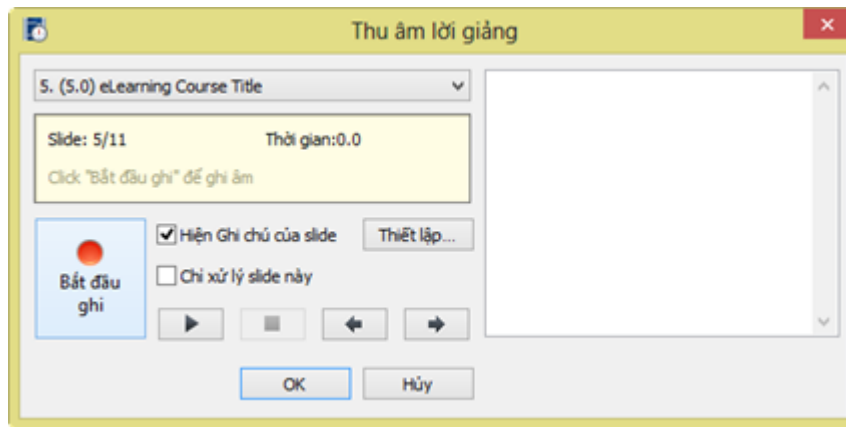 Thu âm lời giảng
5. (5.0) eLearning Course Title
Slide: 5/11 Thời gian:0.0
Click "Bắt đầu ghi" để ghi âm
Bắt đầu
ghi
Hiện Ghi chú của slide
Thiết lập...
Chỉ xử lý slide này
OK
Hủy